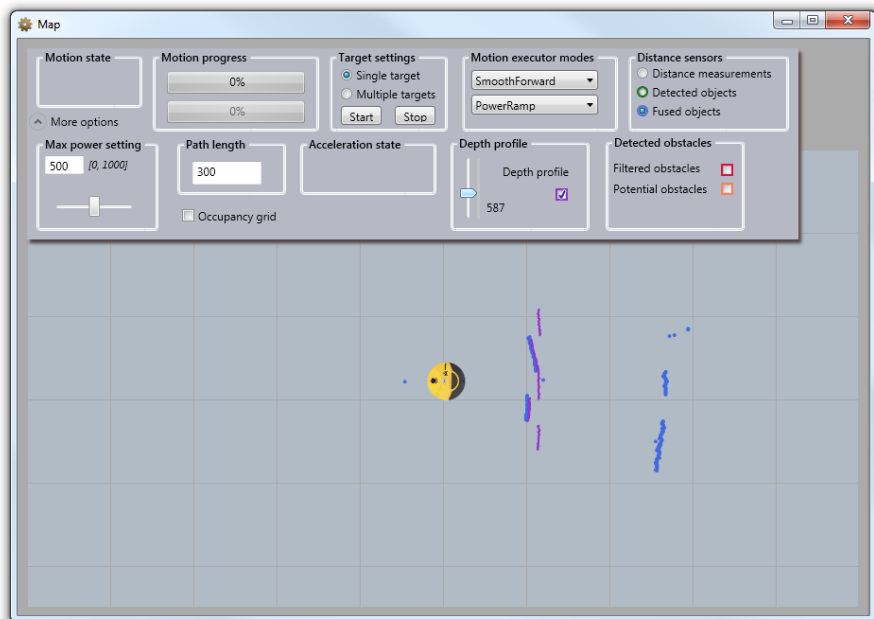 Map
Motion state
Motion progress
0%
0%
Target settings
Single target
Multiple targets
Start Stop
Motion executor modes
SmoothForward
PowerRamp
Distance sensors
Distance measurements
Detected objects
Fused objects
More options
Max power setting
500 [0, 1000]
Path length
300
Occupancy grid
Acceleration state
Depth profile
Depth profile
587
Detected obstacles
Filtered obstacles
Potential obstacles